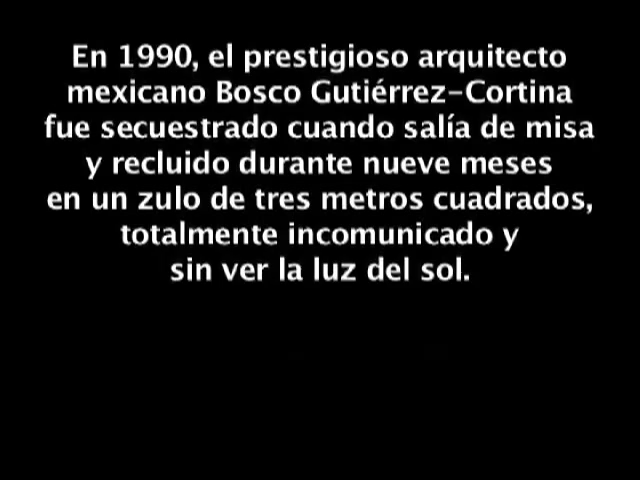 En 1990, el prestigioso arquitecto
mexicano Bosco Gutiérrez-Cortina
fue secuestrado cuando salía de misa
y recluido durante nueve meses
en un zulo de tres metros cuadrados,
totalmente incomunicado y
sin ver la luz del sol.